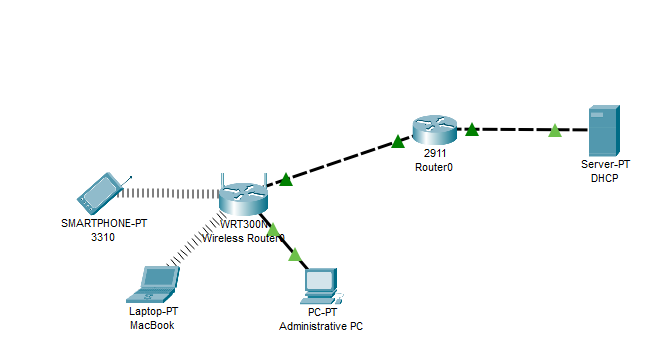 2911
Router0
Server-PT
DHCP
SMARTPHONE-PT
3310
WRT300N
Wireless Router0
Laptop-PT
MacBook
PC-PT
Administrative PC